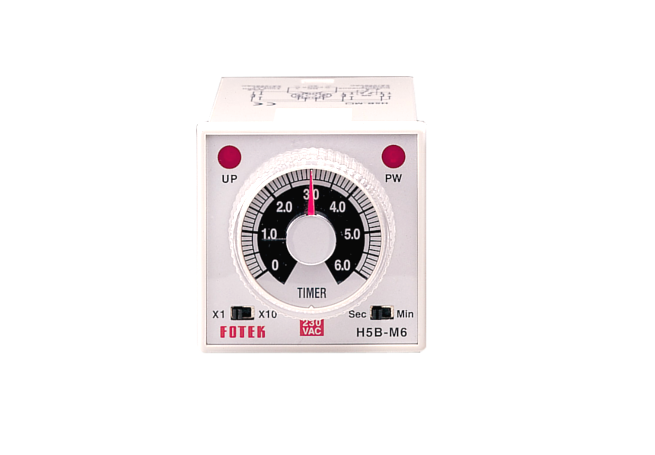 UP
PW
0
1.0
2.0
3.0
4.0
5.0
6.0
TIMER
X1 X10
Sec Min
FOTEK
230
VAC
H5B-M6